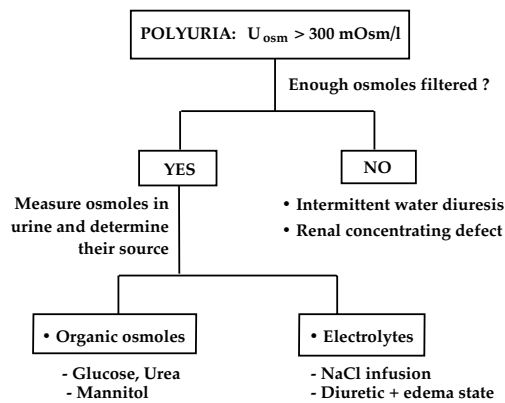 POLYURIA: U osm > 300 mOsm/l
Enough osmoles filtered ?
YES
NO
Measure osmoles in
urine and determine
their source
• Intermittent water diuresis
• Renal concentrating defect
• Organic osmoles
• Electrolytes
- Glucose, Urea
- Mannitol
- NaCl infusion
- Diuretic + edema state